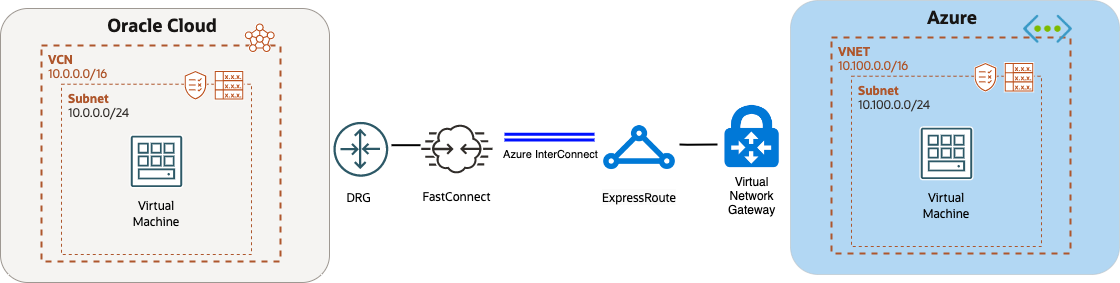 Oracle Cloud
VCN
10.0.0.0/16
X.X.X.
X.X.X.
X.X.X.
Subnet
10.0.0.0/24
Virtual
Machine
DRG
FastConnect
Azure InterConnect
ExpressRoute
Virtual
Network
Gateway
Azure
VNET
10.100.0.0/16
X.X.X.
X.X.X.
X.X.X.
Subnet
10.100.0.0/24
Virtual
Machine